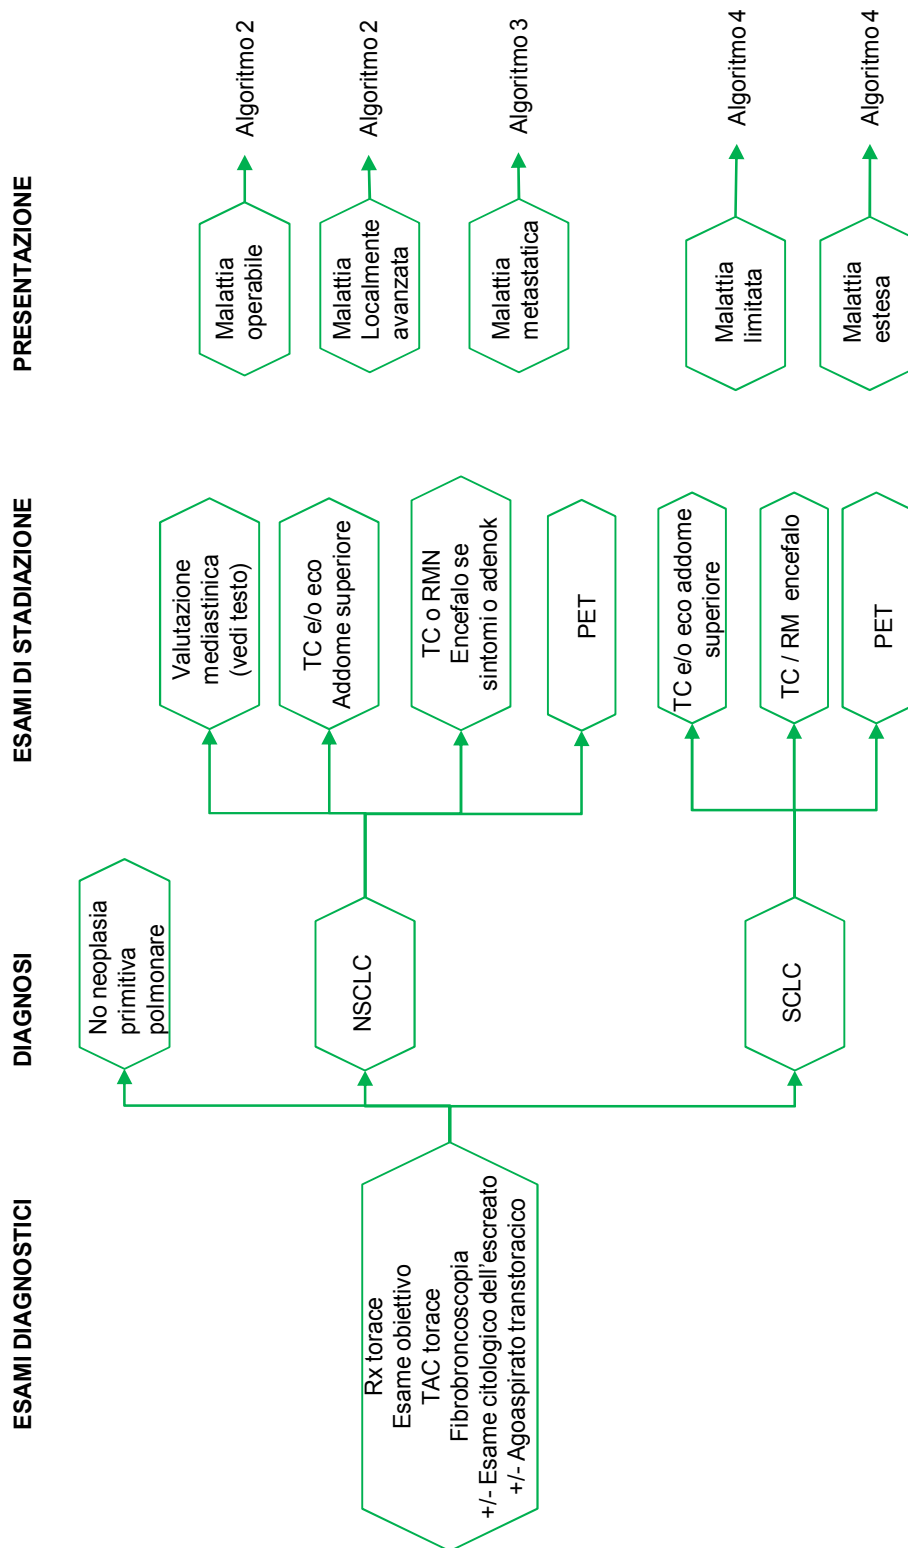 ESAMI DIAGNOSTICI
DIAGNOSI
ESAMI DI STADIAZIONE
PRESENTAZIONE
Rx torace
Esame obiettivo
TAC torace
Fibrobroncoscopia
+/- Esame citologico dell'escreato
+/- Agoaspirato transtoracico
No neoplasia
primitiva
polmonare
NSCLC
SCLC
Valutazione
mediastinica
(vedi testo)
TC e/o eco
Addome superiore
TC o RMN
Encefalo se
sintomi o adenok
PET
TC e/o eco addome
superiore
TC / RM encefalo
PET
Malattia
operabile
Algoritmo 2
Malattia
Localmente
avanzata
Algoritmo 2
Malattia
metastatica
Algoritmo 3
Malattia
limitata
Algoritmo 4
Malattia
estesa
Algoritmo 4